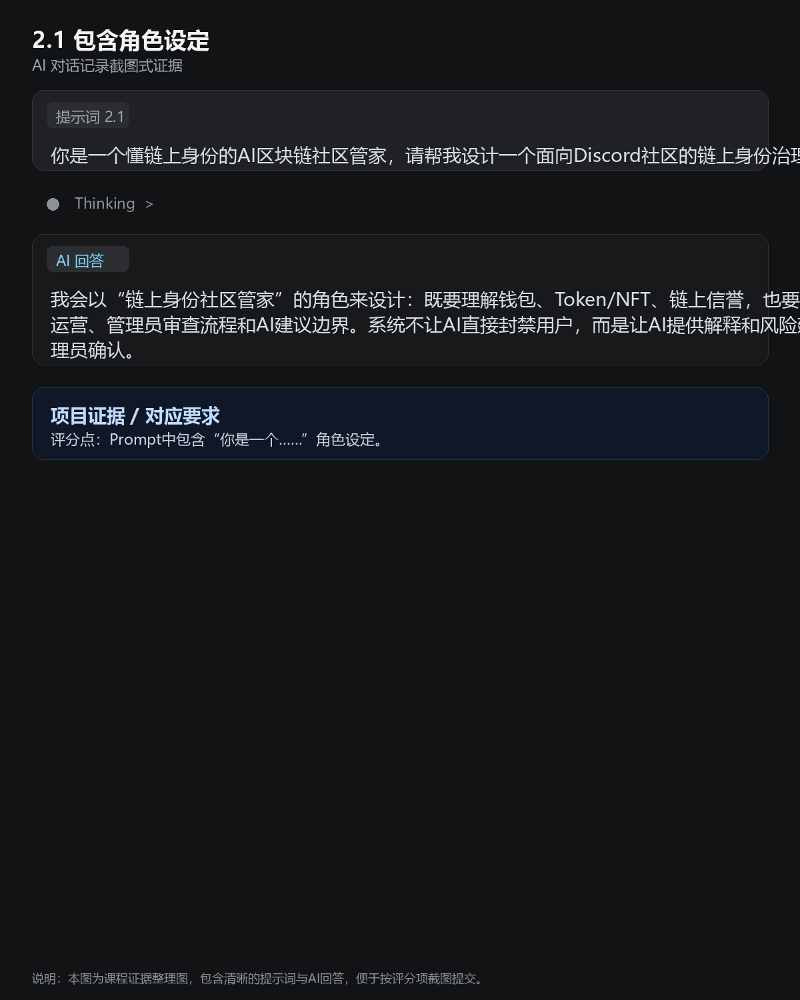 2.1 包含角色设定
AI 对话记录截图式证据
提示词 2.1
你是一个懂链上身份的AI区块链社区管家，请帮我设计一个面向Discord社区的链上身份治理
Thinking >
AI 回答
我会以“链上身份社区管家”的角色来设计：既要理解钱包、Token/NFT、链上信誉，也要
运营、管理员审查流程和AI建议边界。系统不让AI直接封禁用户，而是让AI提供解释和风险
理员确认。
项目证据 / 对应要求
评分点：Prompt中包含“你是一个……”角色设定。
说明：本图为课程证据整理图，包含清晰的提示词与AI回答，便于按评分项截图提交。